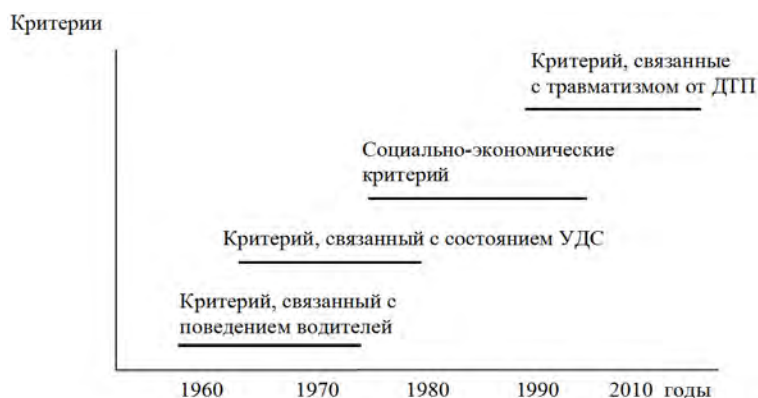 Критерии
Критерий, связанные
с травматизмом от ДТП
Социально-экономические
критерий
Критерий, связанный с состоянием УДС
Критерий, связанный с
поведением водителей
1960 1970 1980 1990 2010 годы